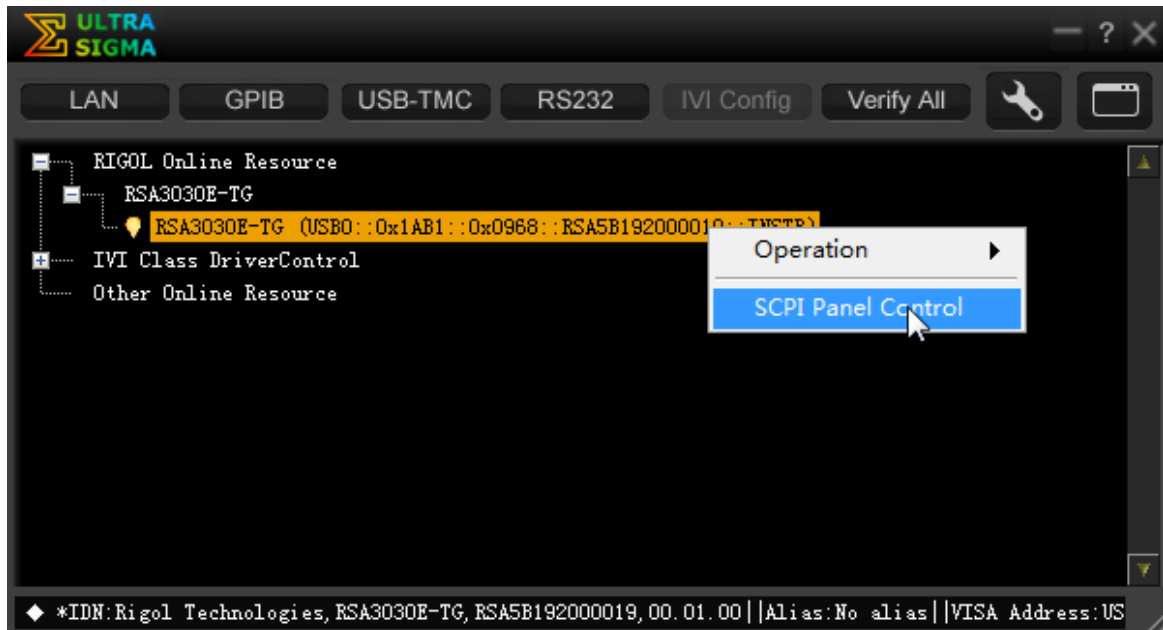 ULTRA
SIGMA
?
LAN GPIB USB-TMC RS232 IVI Config Verify All
RIGOL Online Resource
RSA3030E-TG
RSA3030E-TG (USB0::0x1AB1::0x0968::RSA5B192000019::INSTR)
Operation
IVI Class DriverControl
SCPI Panel Control
Other Online Resource
*IDN:Rigol Technologies,RSA3030E-TG,RSA5B192000019,00.01.00||Alias:No alias||VISA Address:US